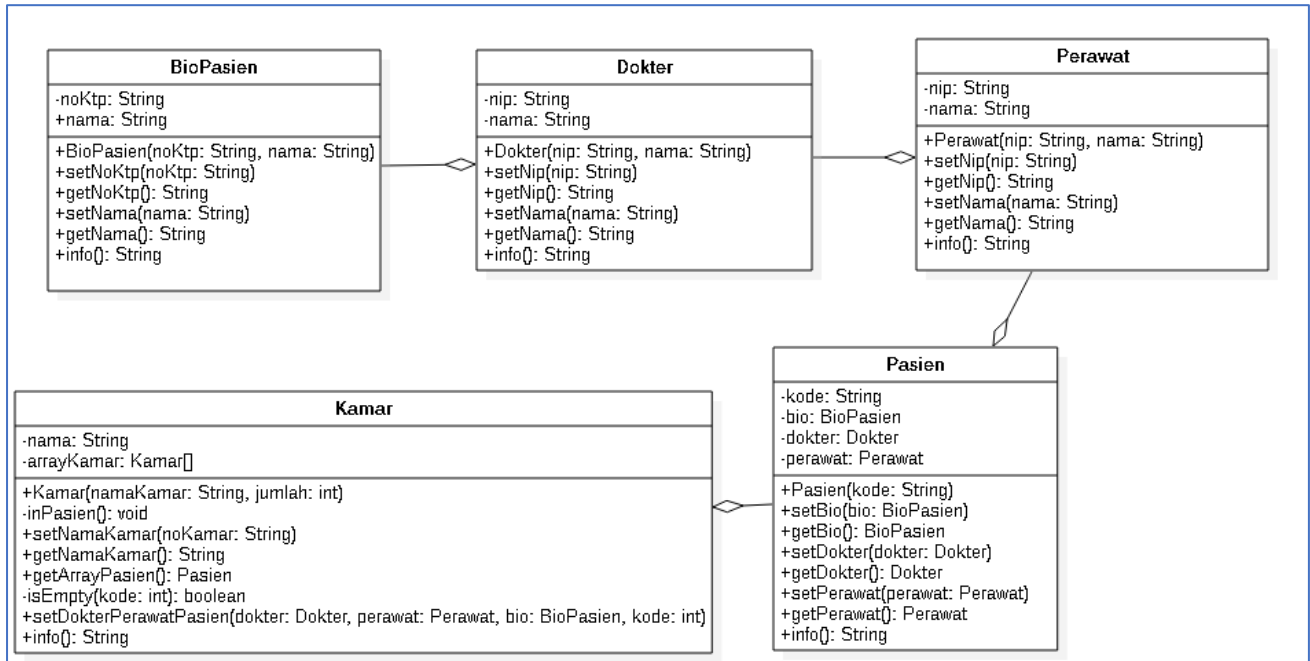 BioPasien
-noKtp: String
+nama: String
+BioPasien(noKtp: String, nama: String)
+setNoKtp(noKtp: String)
+getNoKtp(): String
+setNama(nama: String)
+getNama(): String
+info(): String
Dokter
-nip: String
-nama: String
+Dokter(nip: String, nama: String)
+setNip(nip: String)
+getNip(): String
+setNama(nama: String)
+getNama(): String
+info(): String
Perawat
-nip: String
-nama: String
+Perawat(nip: String, nama: String)
+setNip(nip: String)
+getNip(): String
+setNama(nama: String)
+getNama(): String
+info(): String
Kamar
-nama: String
-arrayKamar: Kamar[]
+Kamar(namaKamar: String, jumlah: int)
-inPasien(): void
+setNamaKamar(noKamar: String)
+getNamaKamar(): String
+getArrayPasien(): Pasien
-isEmpty(kode: int): boolean
+setDokterPerawatPasien(dokter: Dokter, perawat: Perawat, bio: BioPasien, kode: int)
+info(): String
Pasien
-kode: String
-bio: BioPasien
-dokter: Dokter
-perawat: Perawat
+Pasien(kode: String)
+setBio(bio: BioPasien)
+getBio(): BioPasien
+setDokter(dokter: Dokter)
+getDokter(): Dokter
+setPerawat(perawat: Perawat)
+getPerawat(): Perawat
+info(): String